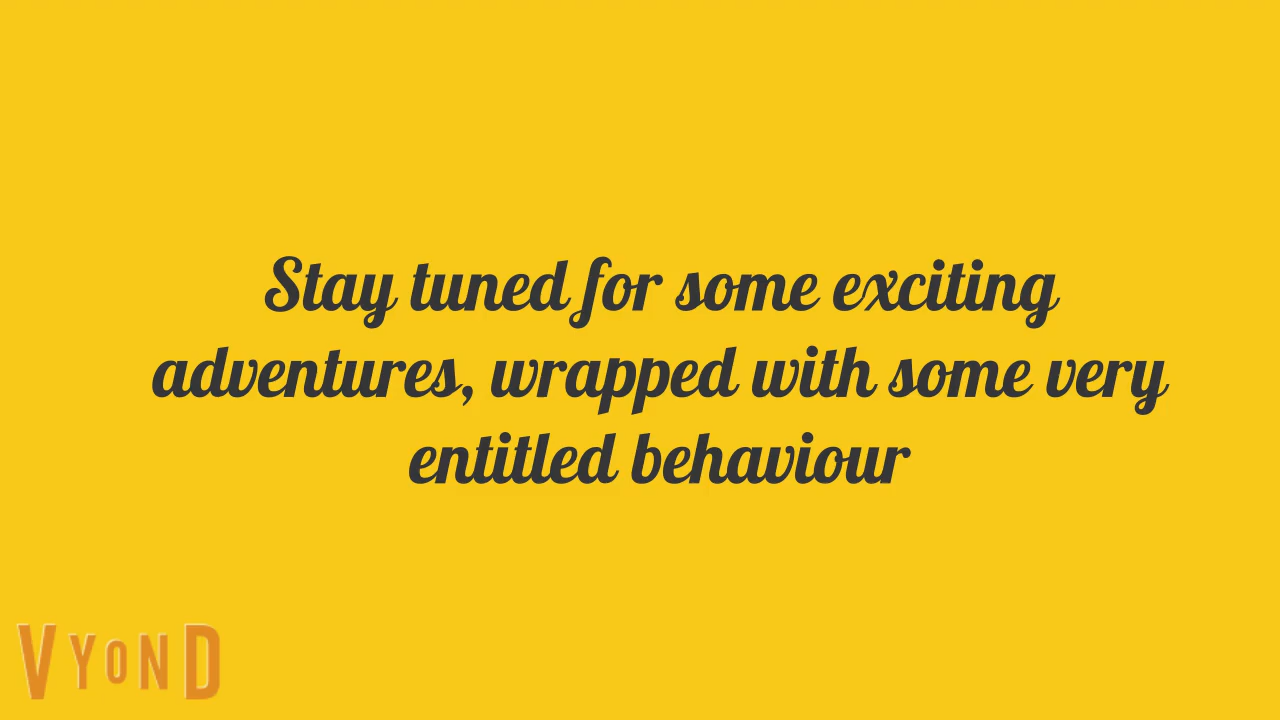 Stay tuned for some exciting
adventures, wrapped with some very
entitled behaviour
VYOND